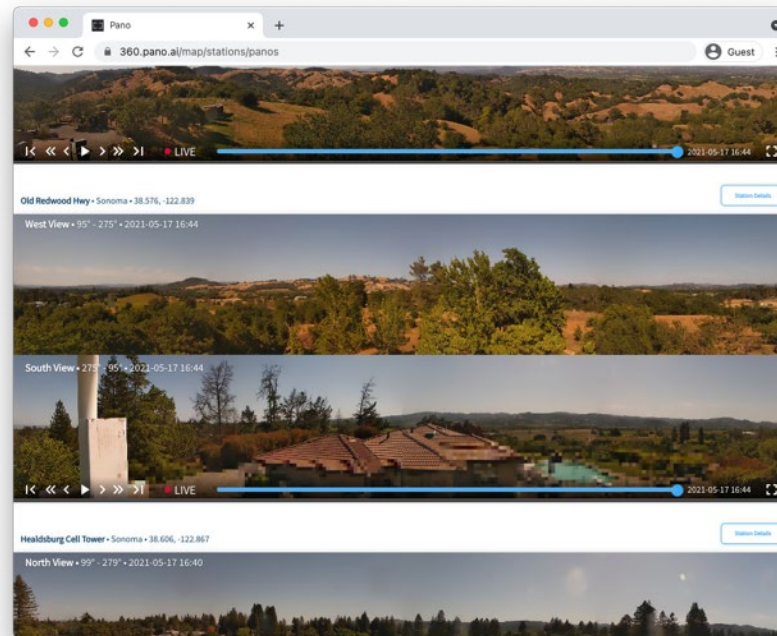 Pano
360.pano.ai/map/stations/panos
Guest
LIVE
2021-05-17 16:44
Old Redwood Hwy • Sonoma • 38.576, -122.839
Station Details
West View • 95° - 275° • 2021-05-17 16:44
South View • 275° - 95° • 2021-05-17 16:44
LIVE
2021-05-17 16:44
Healdsburg Cell Tower • Sonoma • 38.606, -122.867
Station Details
North View • 99° - 279° • 2021-05-17 16:40